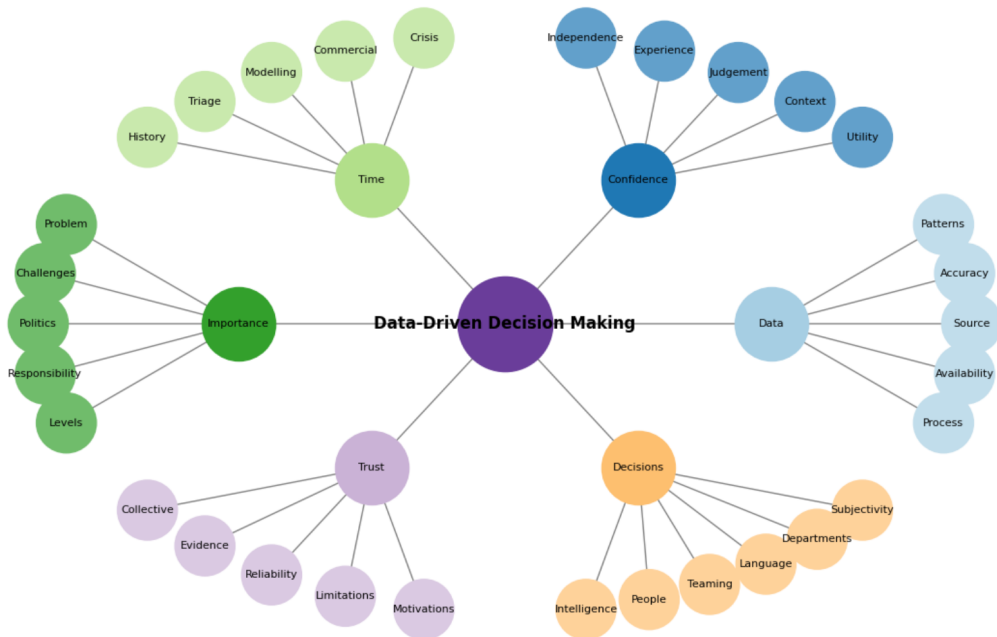 Crisis
Commercial
Modelling
Triage
History
Time
Independence
Experience
Judgement
Context
Utility
Confidence
Problem
Challenges
Politics
Responsibility
Levels
Importance
Data-Driven Decision Making
Data
Patterns
Accuracy
Source
Availability
Process
Trust
Collective
Evidence
Reliability
Limitations
Motivations
Decisions
Subjectivity
Departments
Language
Teaming
People
Intelligence